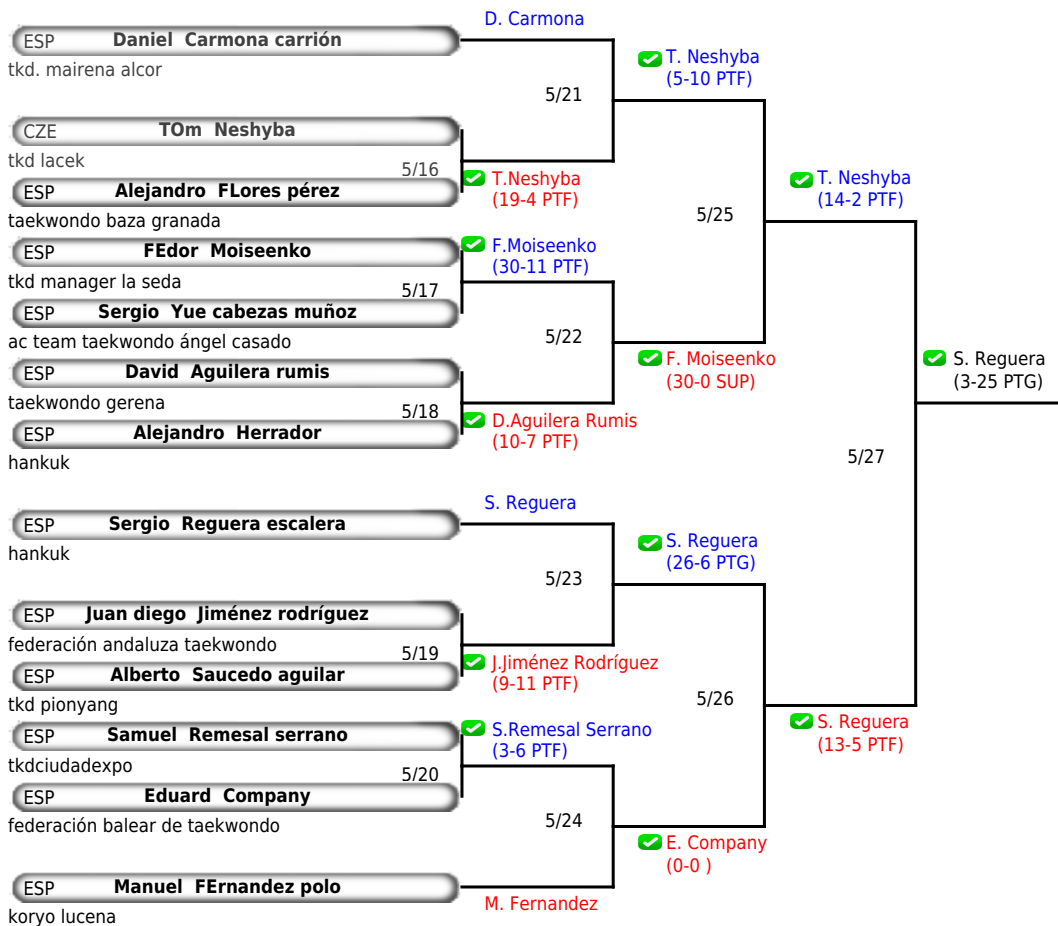 D. Carmona
ESP Daniel Carmona carrión
tkd. mairena alcor
T. Neshyba
(5-10 PTF)
5/21
CZE TOm Neshyba
tkd lacek
5/16
T.Neshyba
(19-4 PTF)
ESP Alejandro FLores pérez
taekwondo baza granada
T. Neshyba
(14-2 PTF)
5/25
ESP FEdor Moiseenko
tkd manager la seda
F.Moiseenko
(30-11 PTF)
5/17
ESP Sergio Yue cabezas muñoz
ac team taekwondo ángel casado
5/22
F. Moiseenko
(30-0 SUP)
ESP David Aguilera rumis
taekwondo gerena
5/18
D.Aguilera Rumis
(10-7 PTF)
ESP Alejandro Herrador
hankuk
S. Reguera
(3-25 PTG)
5/27
S. Reguera
ESP Sergio Reguera escalera
hankuk
S. Reguera
(26-6 PTG)
5/23
ESP Juan diego Jiménez rodríguez
federación andaluza taekwondo
5/19
J.Jiménez Rodríguez
(9-11 PTF)
ESP Alberto Saucedo aguilar
tkd pionyang
5/26
S. Reguera
(13-5 PTF)
ESP Samuel Remesal serrano
tkdciudadexpo
S.Remesal Serrano
(3-6 PTF)
5/20
ESP Eduard Company
federación balear de taekwondo
5/24
E. Company
(0-0 )
ESP Manuel FErnandez polo
koryo lucena
M. Fernandez